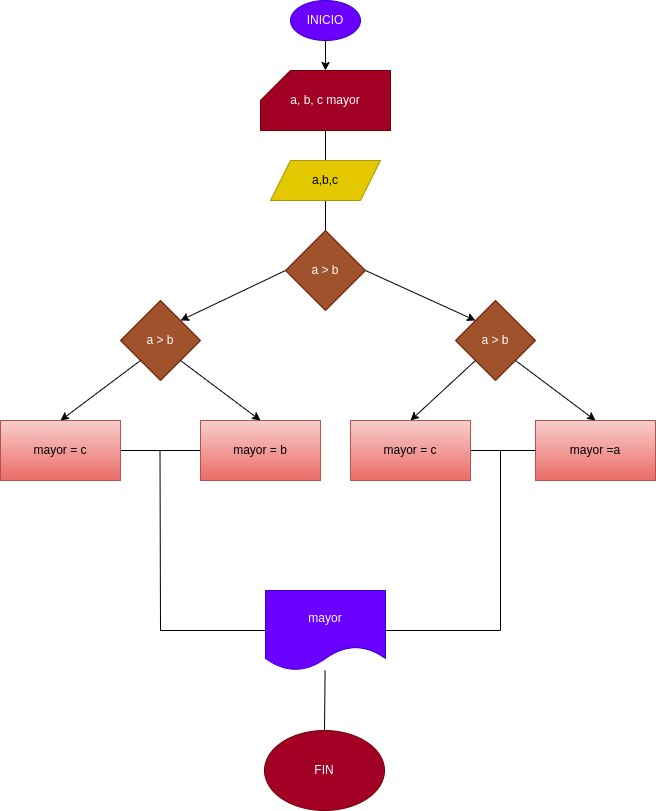 INICIO
a, b, c mayor
a,b,c
a > b
a > b
a > b
mayor = c
mayor = b
mayor = c
mayor =a
mayor
FIN